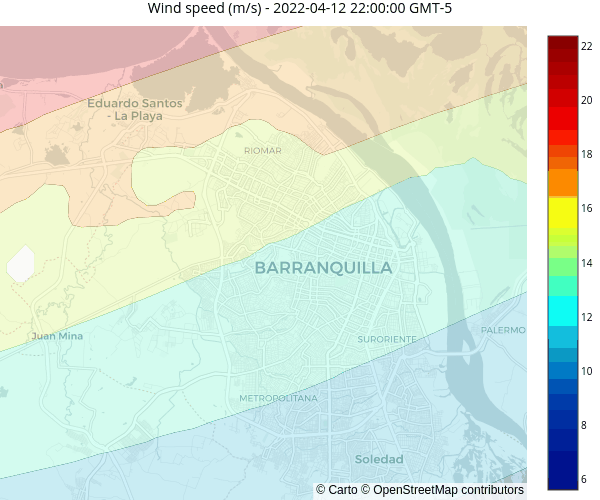 Wind speed (m/s) - 2022-04-12 22:00:00 GMT-5
22
20
18
16
14
12
10
8
6
Eduardo Santos
- La Playa
RIOMAR
BARRANQUILLA
Juan Mina
SURORIENTE
PALERMO
METROPOLITANA
Soledad
© Carto © OpenStreetMap contributors